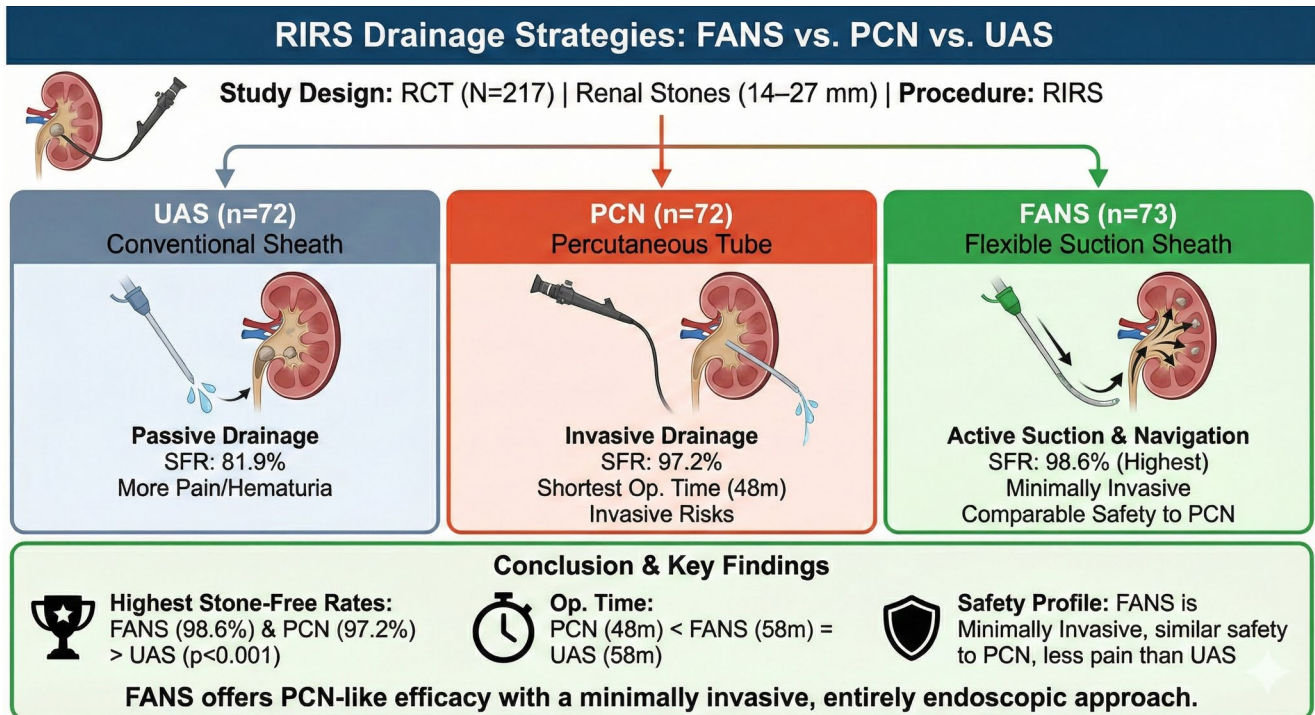 RIRS Drainage Strategies: FANS vs. PCN vs. UAS
Study Design: RCT (N=217) | Renal Stones (14–27 mm) | Procedure: RIRS
UAS (n=72)
Conventional Sheath
Passive Drainage
SFR: 81.9%
More Pain/Hematuria
PCN (n=72)
Percutaneous Tube
Invasive Drainage
SFR: 97.2%
Shortest Op. Time (48m)
Invasive Risks
FANS (n=73)
Flexible Suction Sheath
Active Suction & Navigation
SFR: 98.6% (Highest)
Minimally Invasive
Comparable Safety to PCN
Conclusion & Key Findings
Highest Stone-Free Rates:
FANS (98.6%) & PCN (97.2%)
> UAS (p<0.001)
Op. Time:
PCN (48m) < FANS (58m) =
UAS (58m)
Safety Profile: FANS is
Minimally Invasive, similar safety
to PCN, less pain than UAS
FANS offers PCN-like efficacy with a minimally invasive, entirely endoscopic approach.